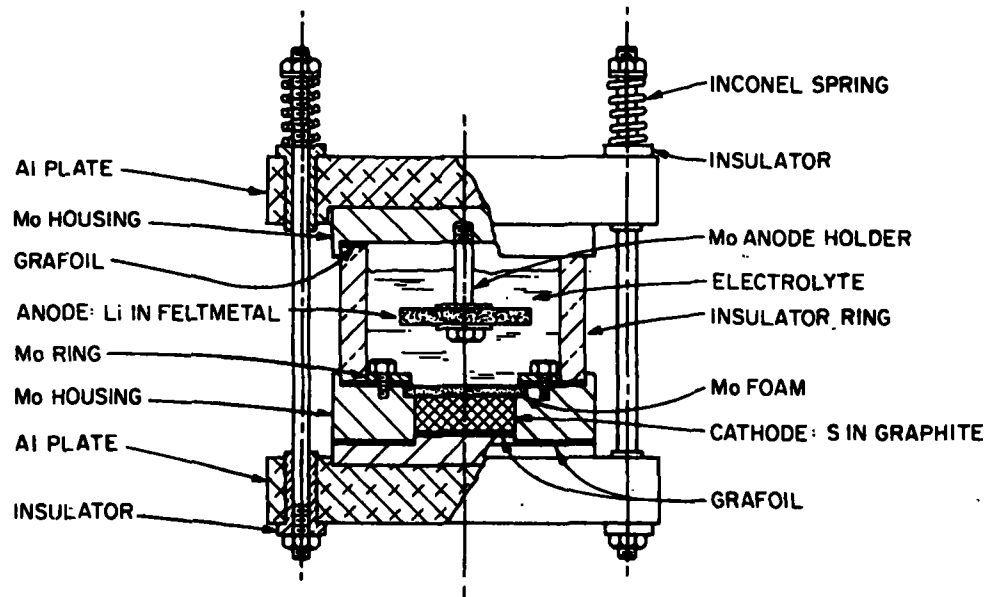 INCONEL SPRING
INSULATOR
Al PLATE
Mo HOUSING
GRAFOIL
ANODE: Li IN FELTMETAL
Mo RING
Mo HOUSING
Al PLATE
INSULATOR
Mo ANODE HOLDER
ELECTROLYTE
INSULATOR RING
Mo FOAM
CATHODE: S IN GRAPHITE
GRAFOIL